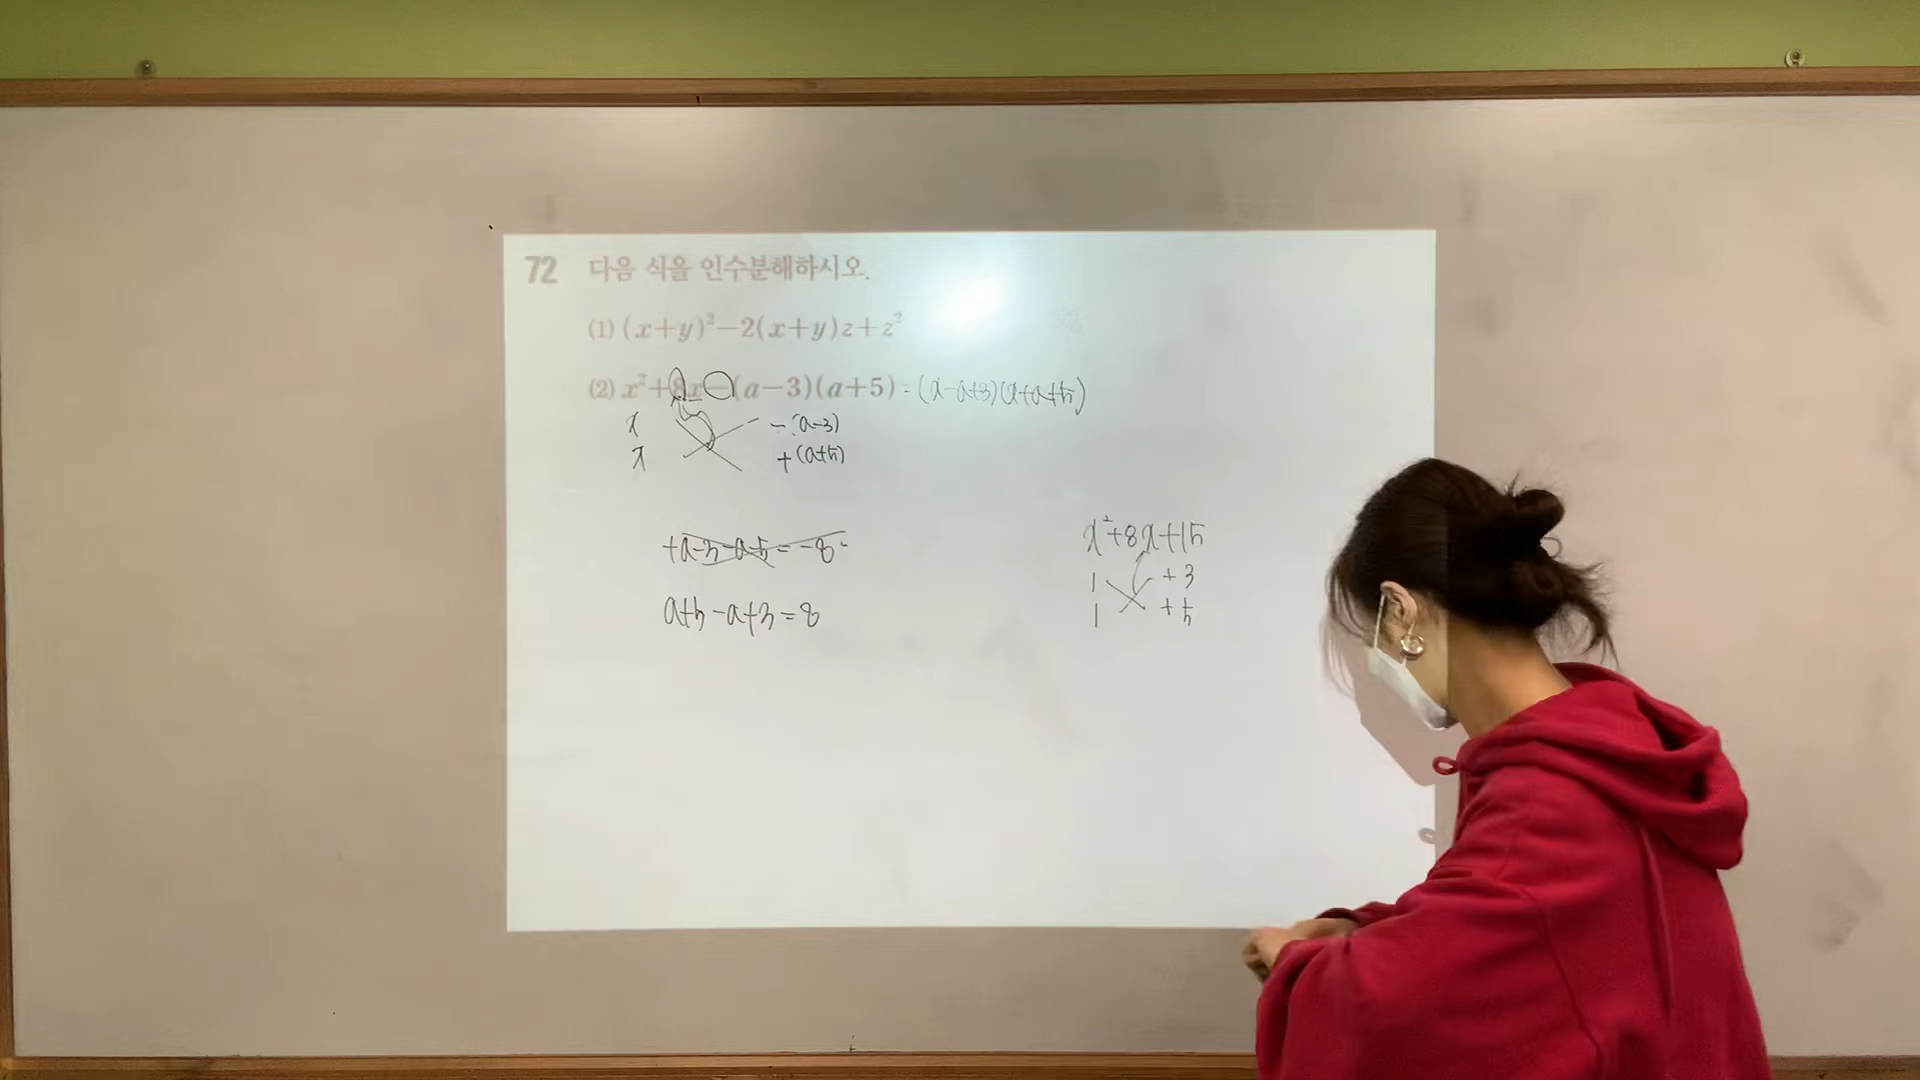 72 다음 식을 인수분해하시오.
(1) (x+y)²-2(x+y)z+z²
(2) x²+8x-(a-3)(a+5) = (x-a+3)(x+a+5)
x -(a-3)
x +(a+5)
+a-3-a-5=-8
a+5-a+3=8
x²+8x+15
1 +3
1 +5